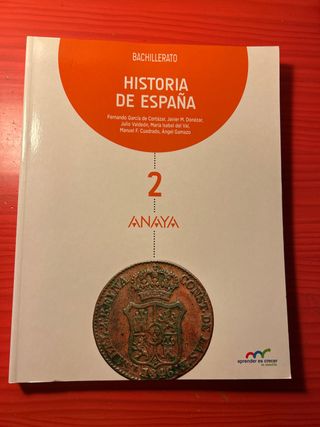 BACHILLERATO
HISTORIA
DE ESPAÑA
Fernando García de Cortázar, Javier M. Donézar,
Julio Valdeón, María Isabel del Val,
Manuel F. Cuadrado, Ángel Gamazo
2
ANAYA
aprender es crecer